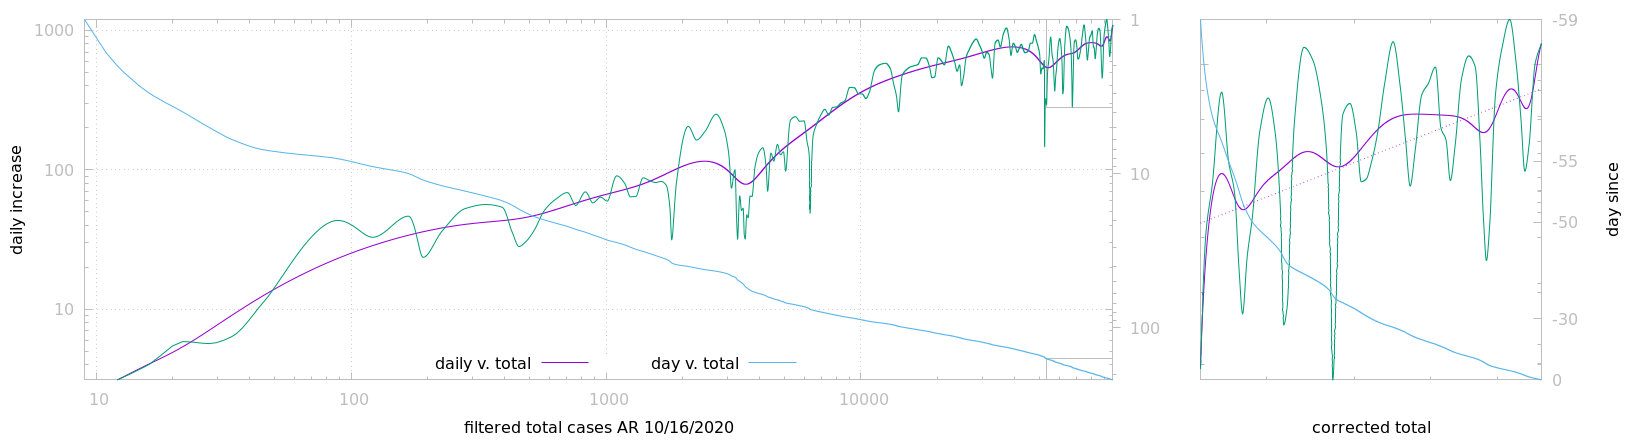 1000
100
10
daily increase
10
100
1000
10000
filtered total cases AR 10/16/2020
daily v. total
day v. total
1
10
100
-59
-55
-50
-30
0
day since
corrected total